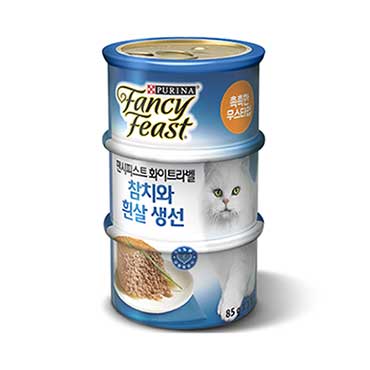 PURINA
Fancy
Feast
촉촉한
무스타입
팬시피스트 화이트라벨
참치와
흰살 생선
85g